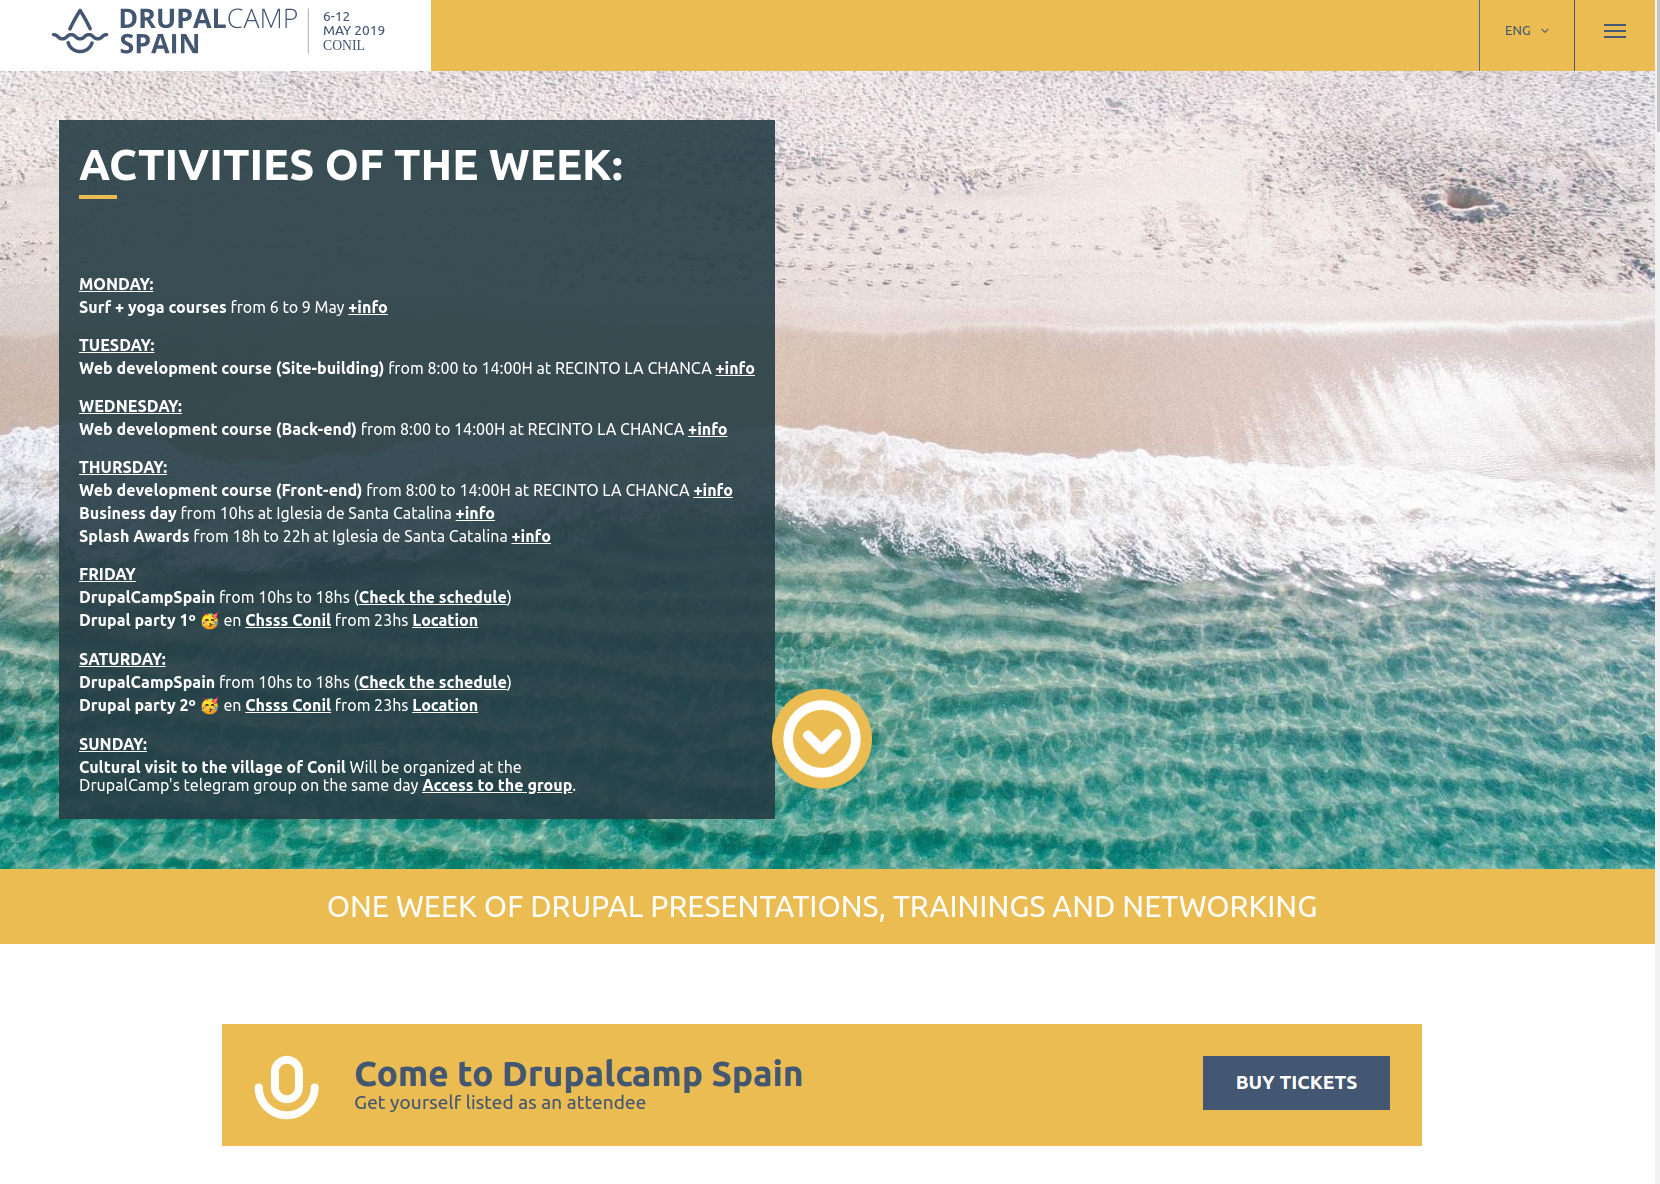 DRUPALCAMP
SPAIN
6-12
MAY 2019
CONIL
ENG
ACTIVITIES OF THE WEEK:
MONDAY:
Surf + yoga courses from 6 to 9 May +info
TUESDAY:
Web development course (Site-building) from 8:00 to 14:00H at RECINTO LA CHANCA +info
WEDNESDAY:
Web development course (Back-end) from 8:00 to 14:00H at RECINTO LA CHANCA +info
THURSDAY:
Web development course (Front-end) from 8:00 to 14:00H at RECINTO LA CHANCA +info
Business day from 10hs at Iglesia de Santa Catalina +info
Splash Awards from 18h to 22h at Iglesia de Santa Catalina +info
FRIDAY
DrupalCampSpain from 10hs to 18hs (Check the schedule)
Drupal party 1º 🥳 en Chsss Conil from 23hs Location
SATURDAY:
DrupalCampSpain from 10hs to 18hs (Check the schedule)
Drupal party 2º 🥳 en Chsss Conil from 23hs Location
SUNDAY:
Cultural visit to the village of Conil Will be organized at the
DrupalCamp's telegram group on the same day Access to the group.
ONE WEEK OF DRUPAL PRESENTATIONS, TRAININGS AND NETWORKING
Come to Drupalcamp Spain
Get yourself listed as an attendee
BUY TICKETS